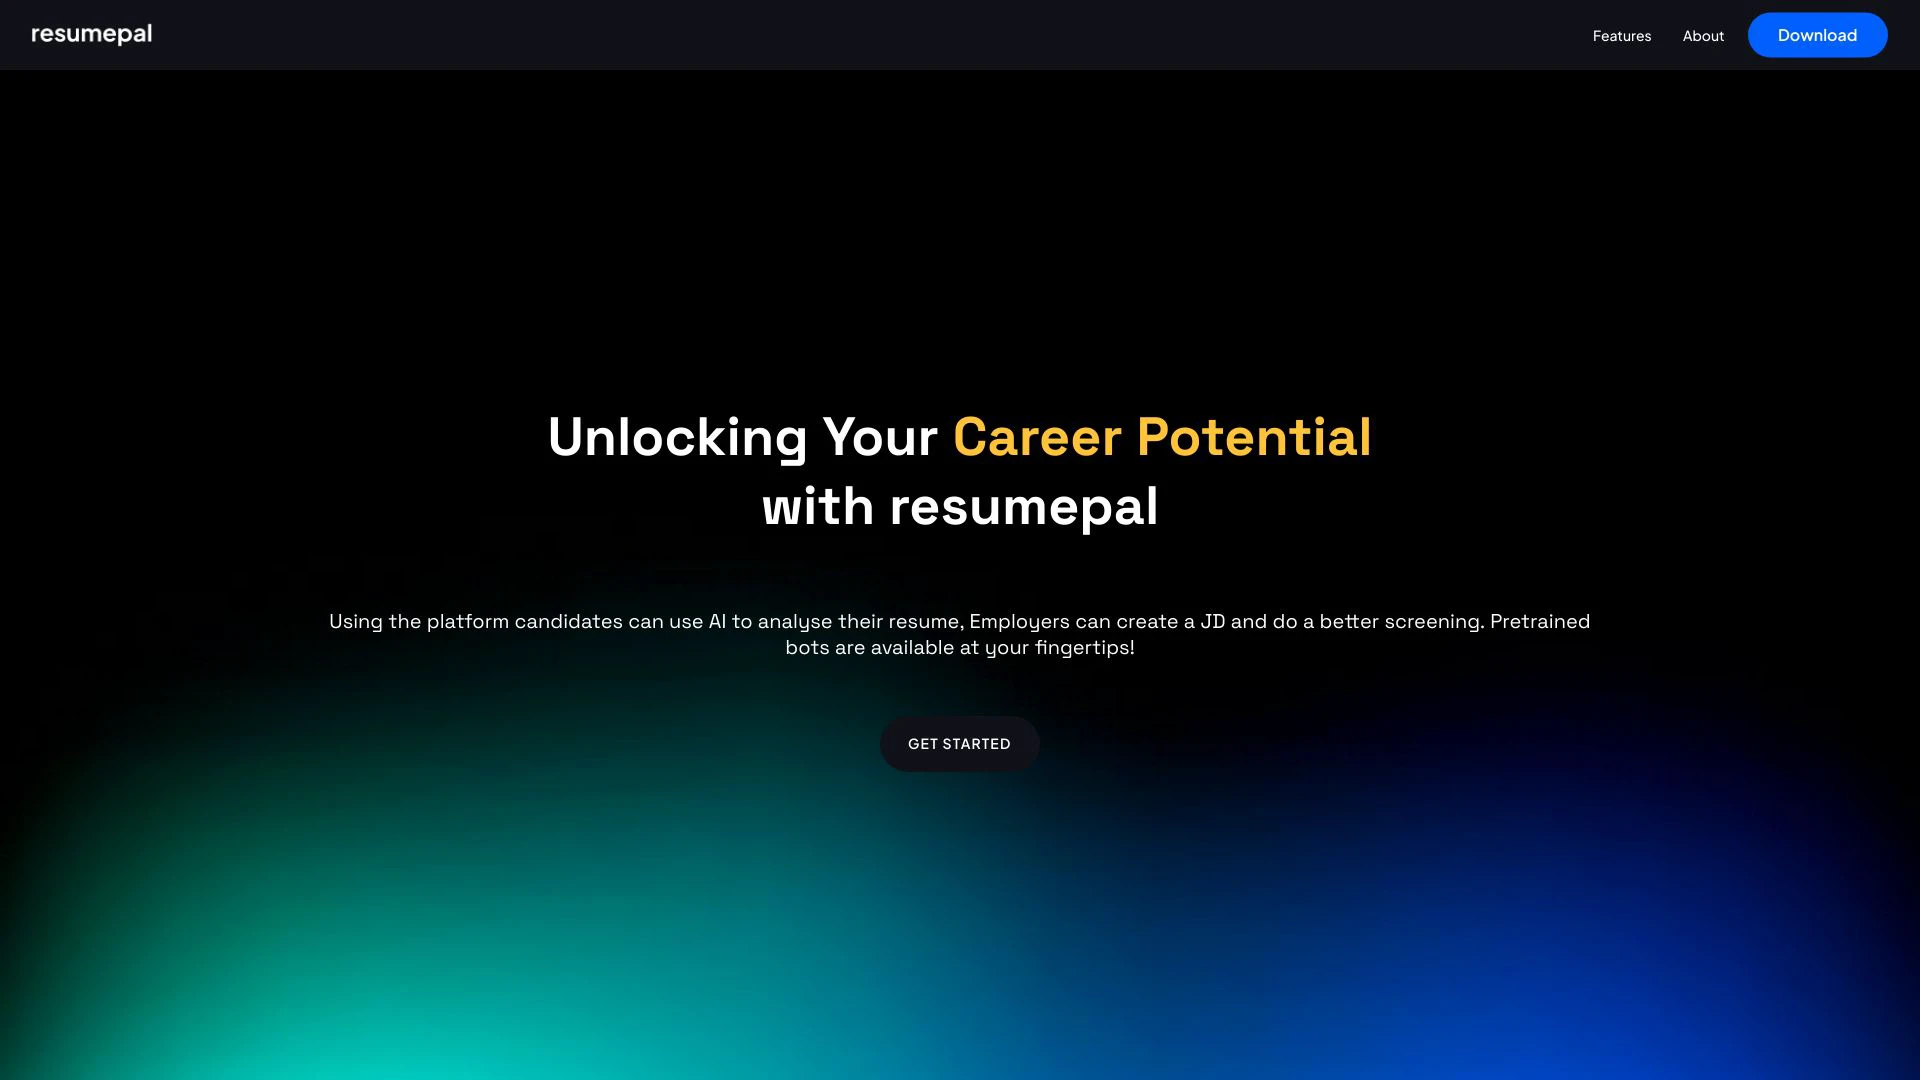 resumepal
Features
About
Download
Unlocking Your Career Potential
with resumepal
Using the platform candidates can use AI to analyse their resume, Employers can create a JD and do a better screening. Pretrained
bots are available at your fingertips!
GET STARTED